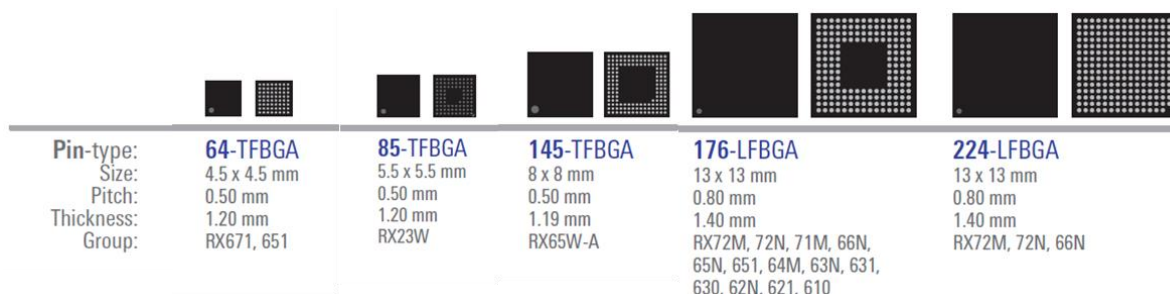 Pin-type: 64-TFBGA 85-TFBGA 145-TFBGA 176-LFBGA 224-LFBGA
Size: 4.5 x 4.5 mm 5.5 x 5.5 mm 8 x 8 mm 13 x 13 mm 13 x 13 mm
Pitch: 0.50 mm 0.50 mm 0.50 mm 0.80 mm 0.80 mm
Thickness: 1.20 mm 1.20 mm 1.19 mm 1.40 mm 1.40 mm
Group: RX671, 651 RX23W RX65W-A RX72M, 72N, 71M, 66N, RX72M, 72N, 66N
65N, 651, 64M, 63N, 631,
630, 62N, 621, 610